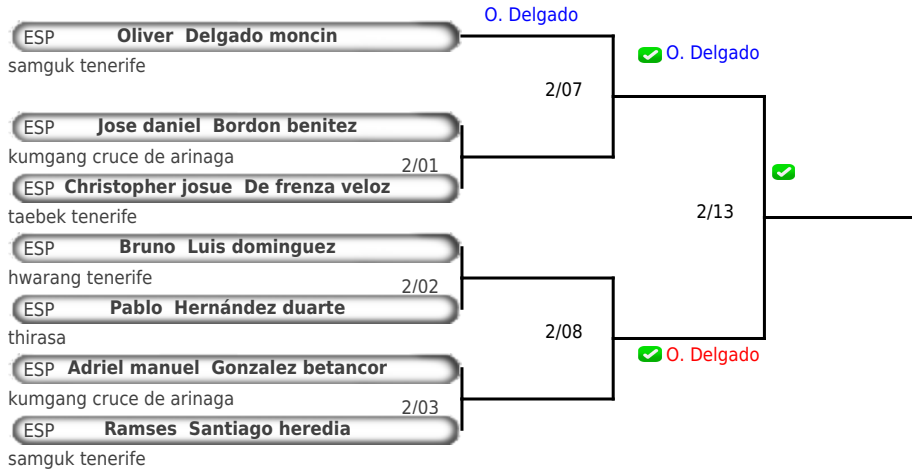 O. Delgado
ESP Oliver Delgado moncin
samguk tenerife
O. Delgado
2/07
ESP Jose daniel Bordon benitez
kumgang cruce de arinaga
2/01
ESP Christopher josue De frenza veloz
taebek tenerife
2/13
ESP Bruno Luis dominguez
hwarang tenerife
2/02
ESP Pablo Hernández duarte
thirasa
2/08
O. Delgado
ESP Adriel manuel Gonzalez betancor
kumgang cruce de arinaga
2/03
ESP Ramses Santiago heredia
samguk tenerife